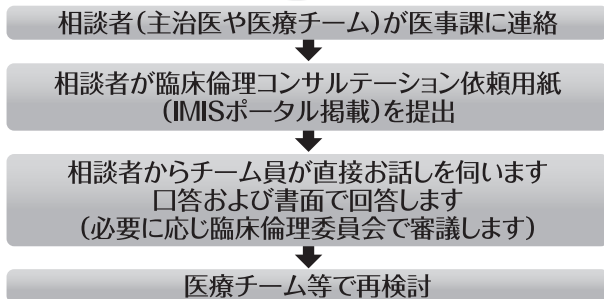 相談者（主治医や医療チーム）が医事課に連絡
相談者が臨床倫理コンサルテーション依頼用紙
（IMISポータル掲載）を提出
相談者からチーム員が直接お話しを伺います
口答および書面で回答します
（必要に応じ臨床倫理委員会で審議します）
医療チーム等で再検討